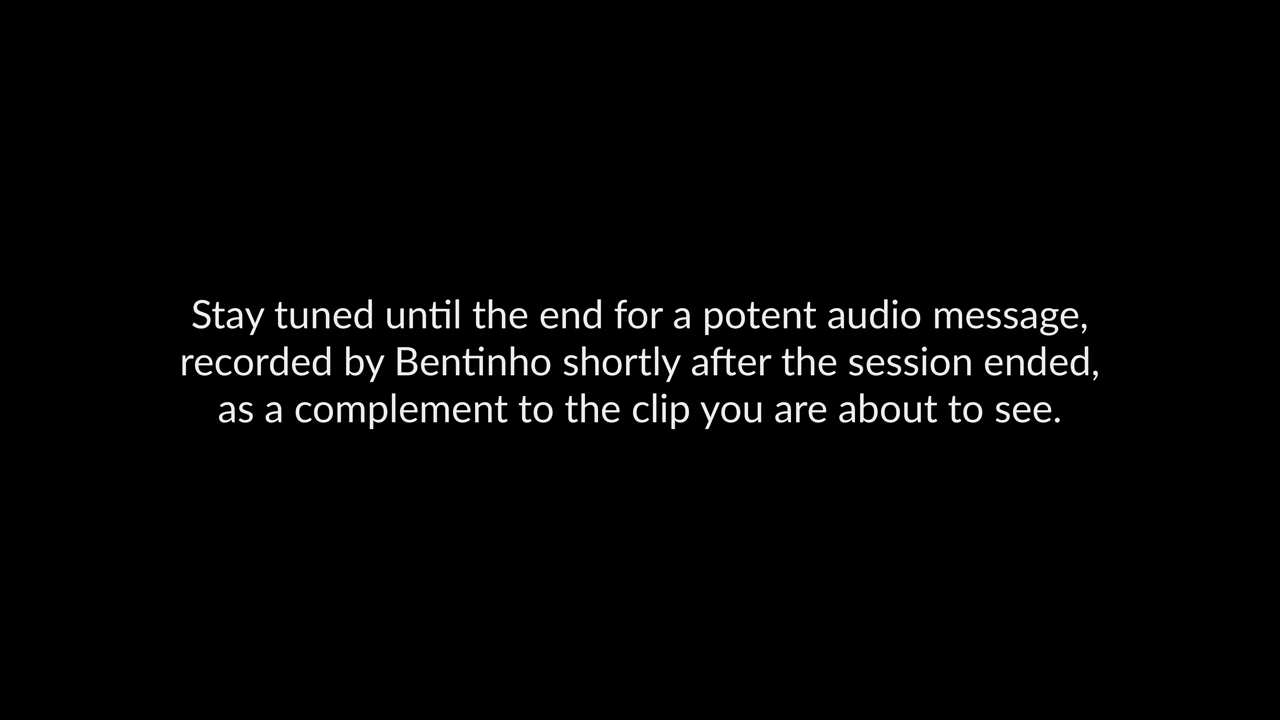 Stay tuned until the end for a potent audio message,
recorded by Bentinho shortly after the session ended,
as a complement to the clip you are about to see.